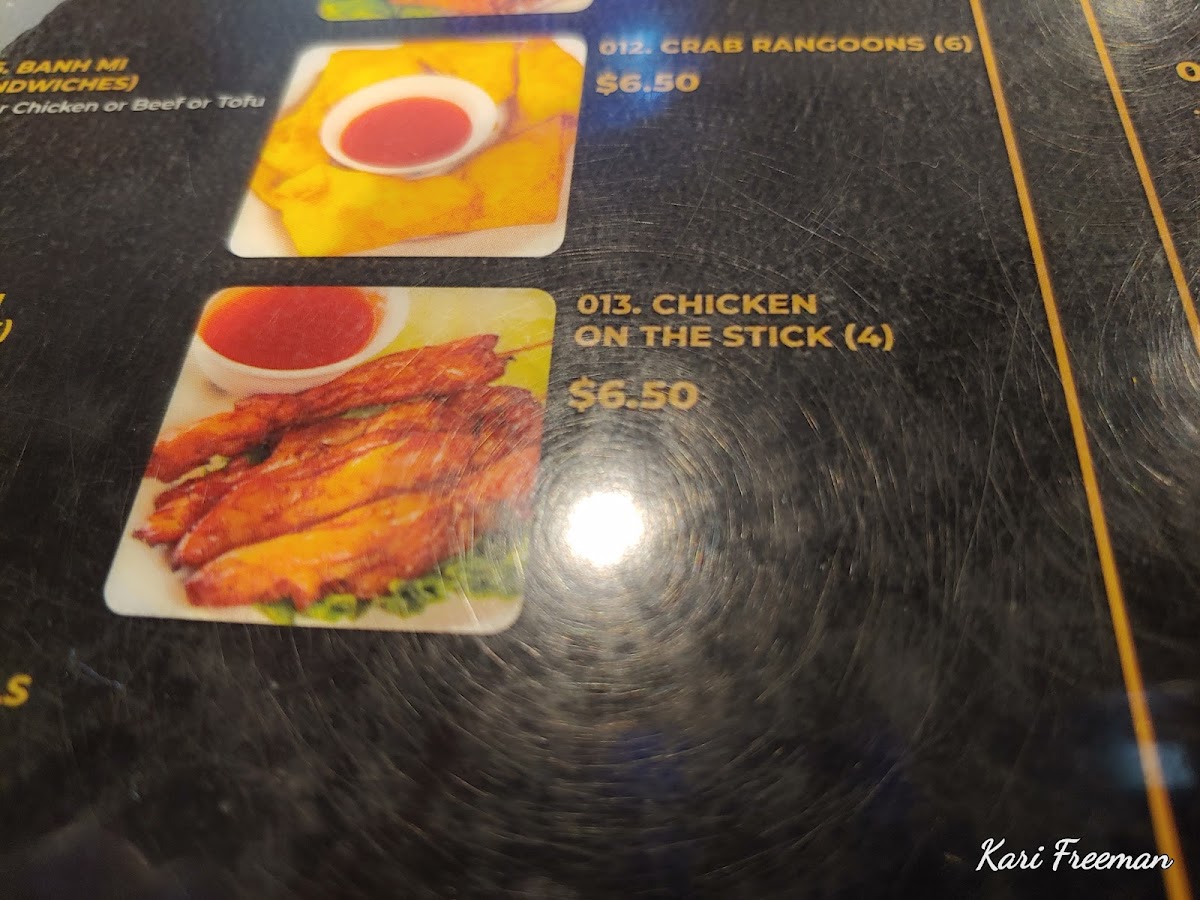 BANH MI
Chicken or Beef or Tofu
012. CRAB RANGOONS (6)
$6.50
013. CHICKEN
ON THE STICK (4)
$6.50
Kari Freeman